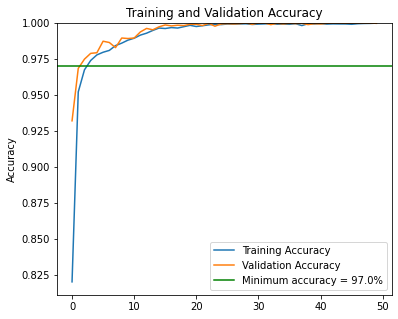 Training and Validation Accuracy
Accuracy
1.000
0.975
0.950
0.925
0.900
0.875
0.850
0.825
0
10
20
30
40
50
Training Accuracy
Validation Accuracy
Minimum accuracy = 97.0%